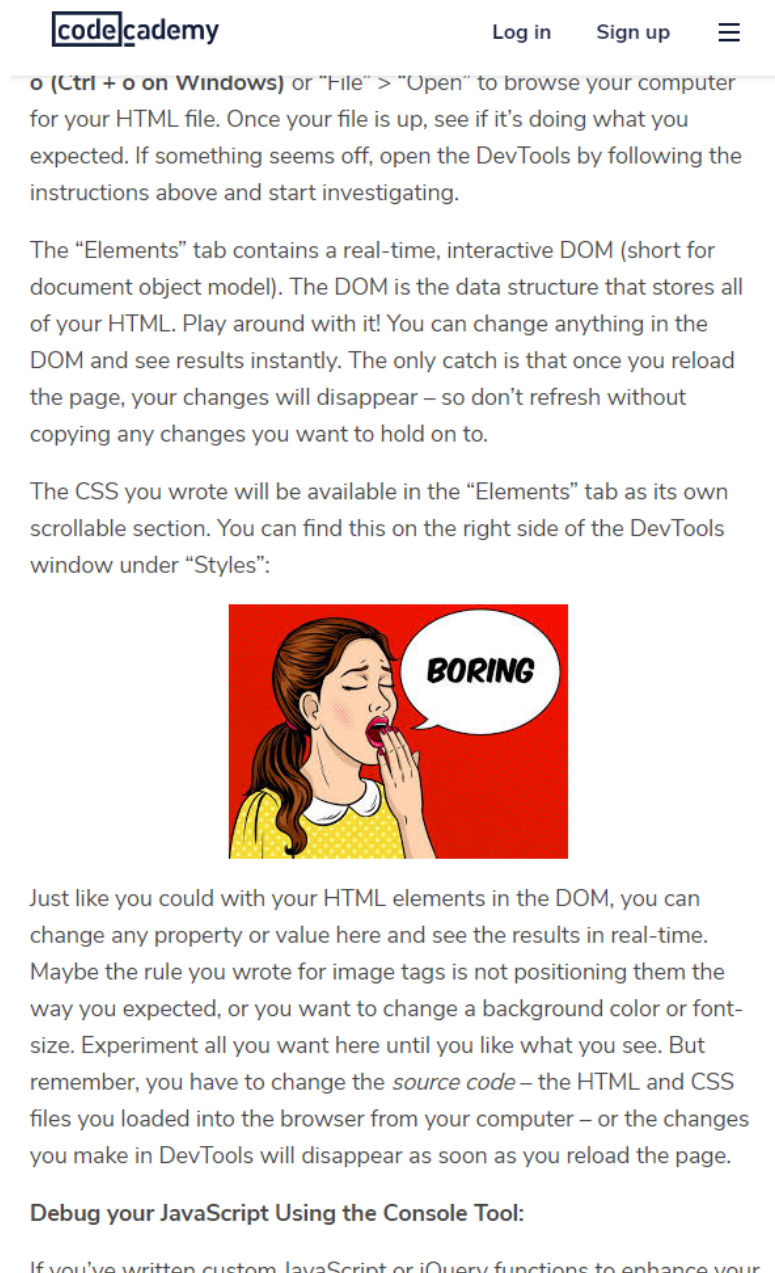 codecademy
Log in
Sign up
o (Ctrl + o on Windows) or “File” > “Open” to browse your computer
for your HTML file. Once your file is up, see if it’s doing what you
expected. If something seems off, open the DevTools by following the
instructions above and start investigating.
The “Elements” tab contains a real-time, interactive DOM (short for
document object model). The DOM is the data structure that stores all
of your HTML. Play around with it! You can change anything in the
DOM and see results instantly. The only catch is that once you reload
the page, your changes will disappear – so don’t refresh without
copying any changes you want to hold on to.
The CSS you wrote will be available in the “Elements” tab as its own
scrollable section. You can find this on the right side of the DevTools
window under “Styles”:
BORING
Just like you could with your HTML elements in the DOM, you can
change any property or value here and see the results in real-time.
Maybe the rule you wrote for image tags is not positioning them the
way you expected, or you want to change a background color or font-
size. Experiment all you want here until you like what you see. But
remember, you have to change the source code – the HTML and CSS
files you loaded into the browser from your computer – or the changes
you make in DevTools will disappear as soon as you reload the page.
Debug your JavaScript Using the Console Tool:
If you’ve written custom JavaScript or jQuery functions to enhance your